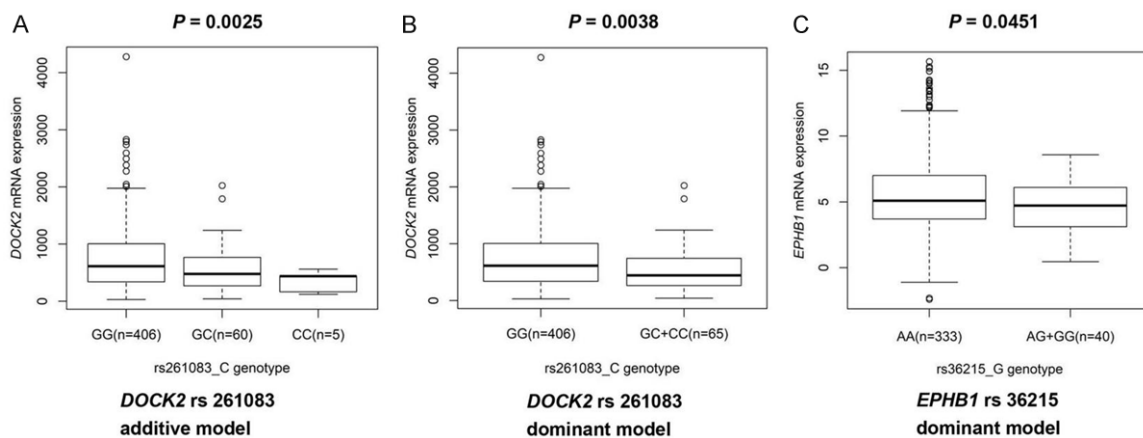 A
P = 0.0025
DOCK2 mRNA expression
4000
3000
2000
1000
0
GG(n=406) GC(n=60) CC(n=5)
rs261083_C genotype
DOCK2 rs 261083
additive model
B
P = 0.0038
DOCK2 mRNA expression
4000
3000
2000
1000
0
GG(n=406) GC+CC(n=65)
rs261083_C genotype
DOCK2 rs 261083
dominant model
C
P = 0.0451
EPHB1 mRNA expression
15
10
5
0
AA(n=333) AG+GG(n=40)
rs36215_G genotype
EPHB1 rs 36215
dominant model